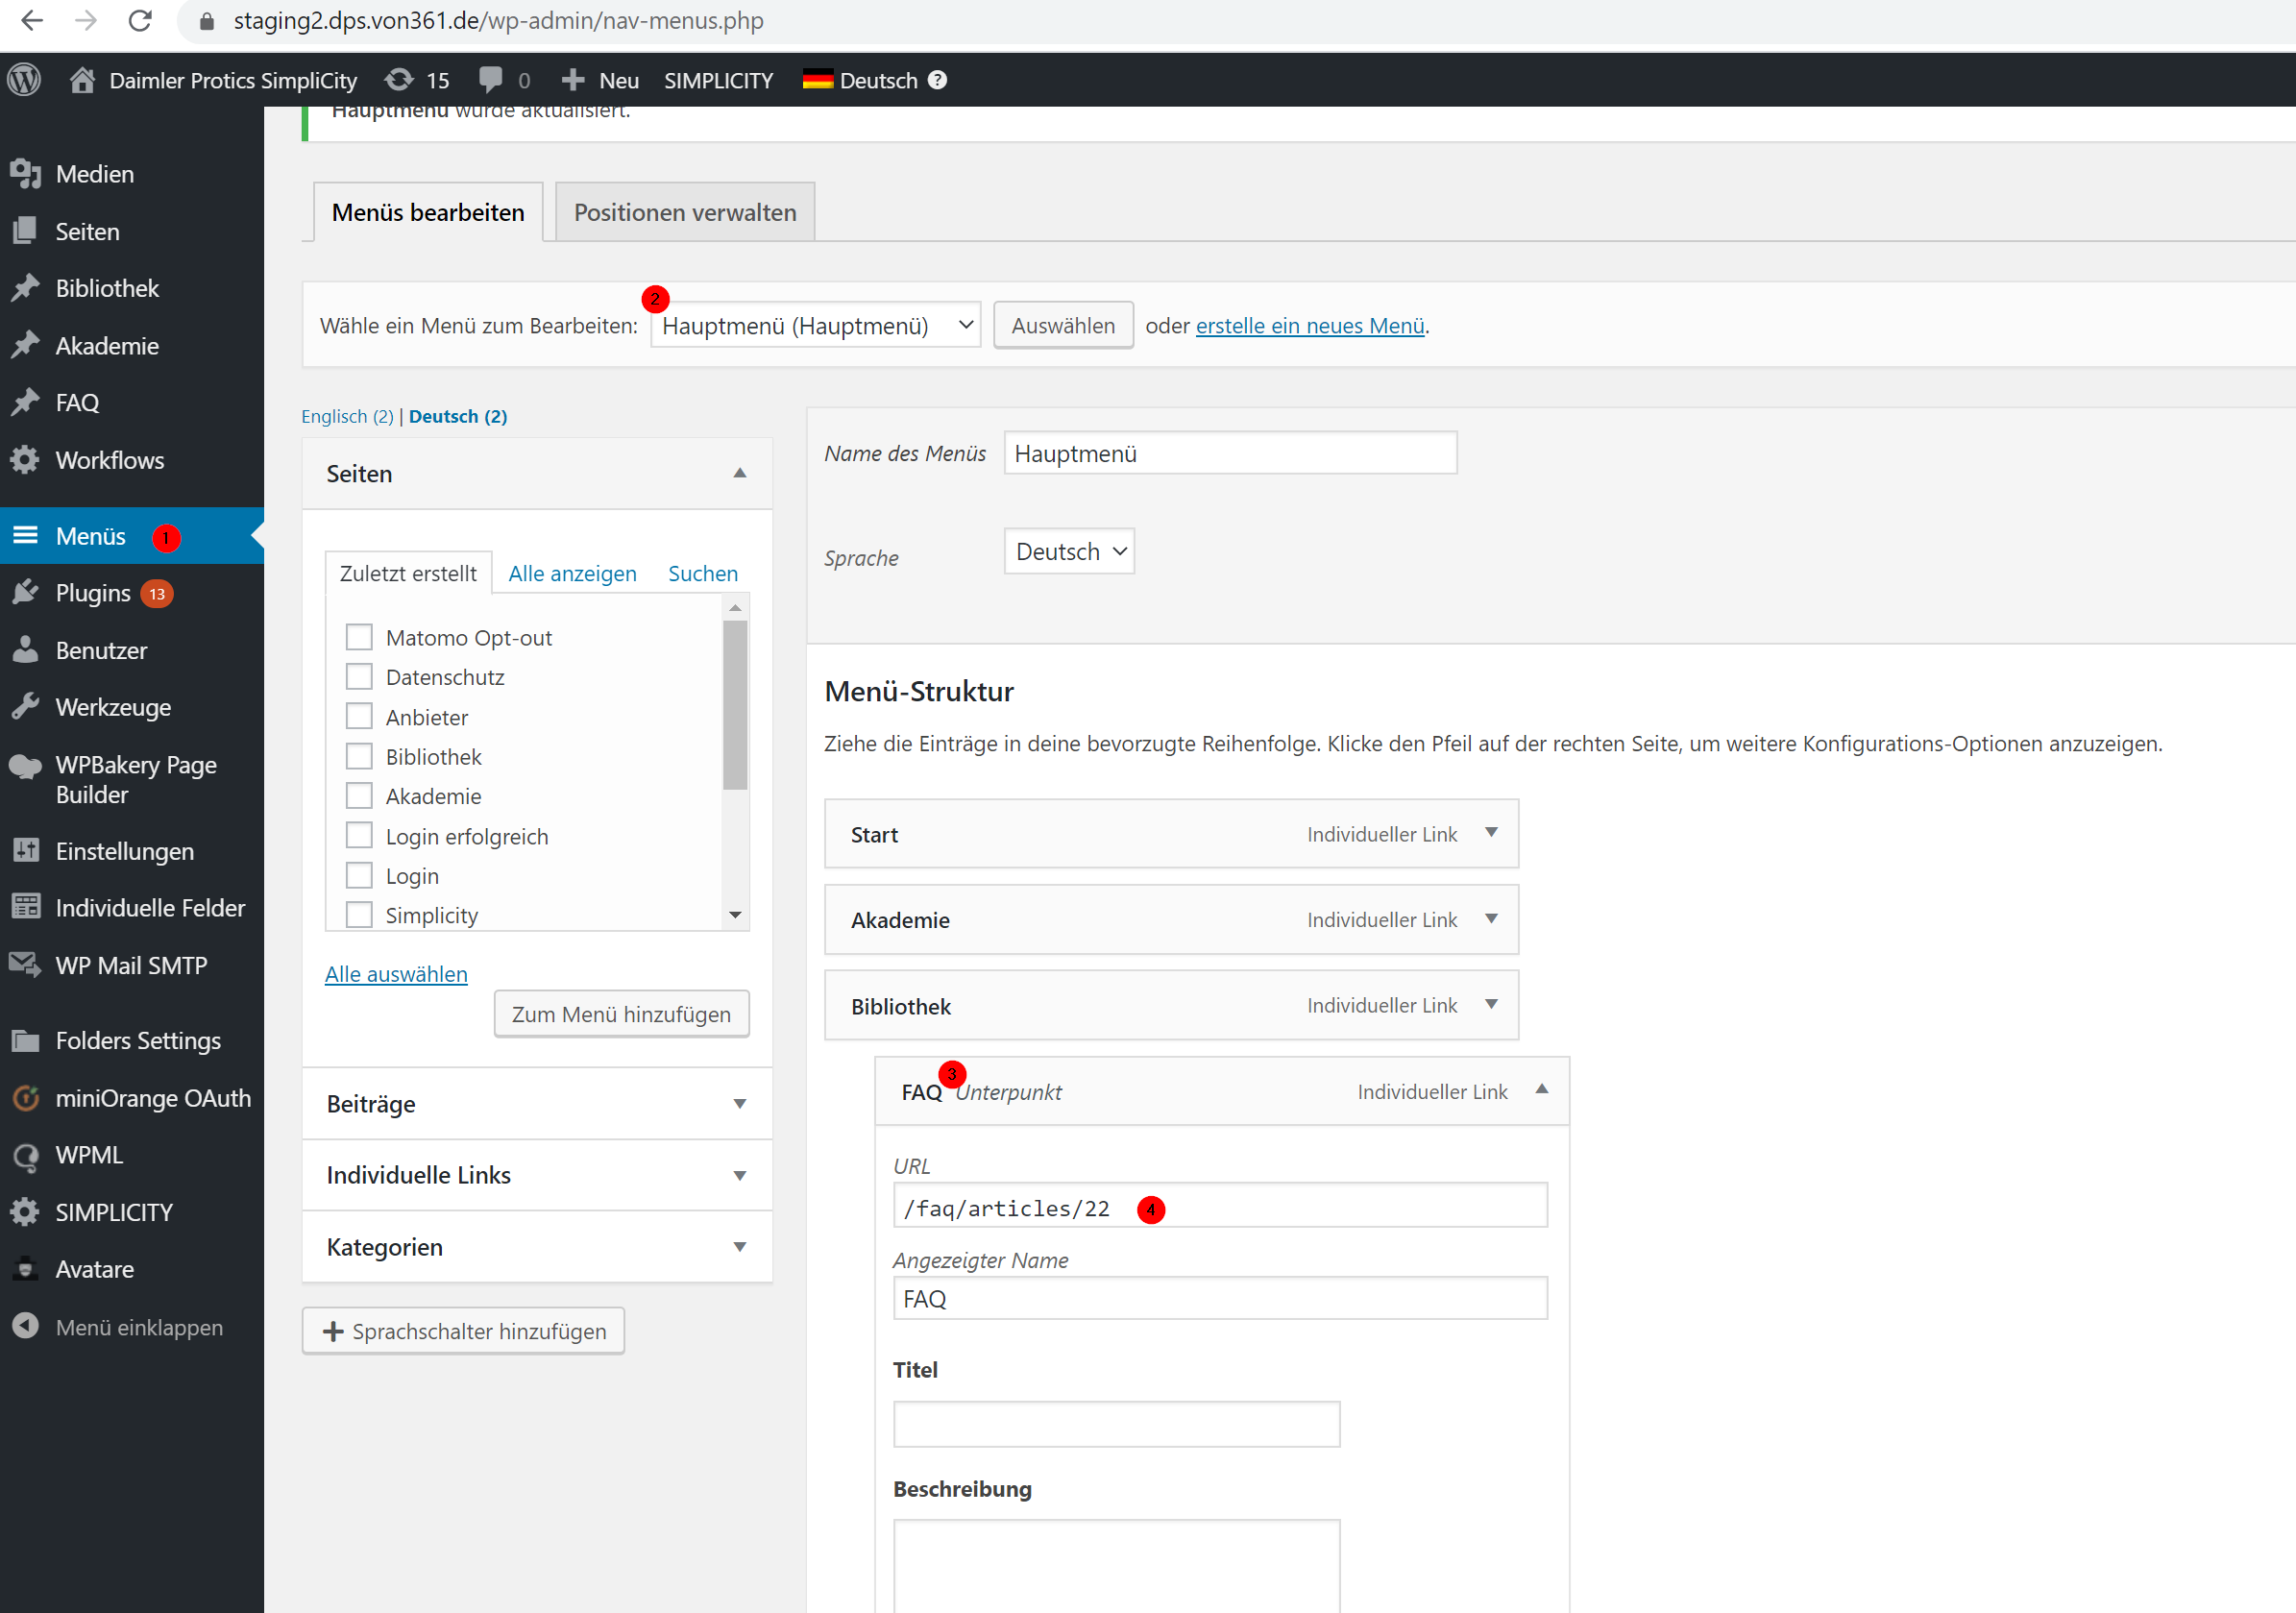 staging2.dps.von361.de/wp-admin/nav-menus.php
Daimler Protics SimpliCity 15 0 Neu SIMPLICITY Deutsch ?
Hauptmenü wurde aktualisiert.
Medien
Seiten
Bibliothek
Akademie
FAQ
Workflows
Menüs 1
Plugins 13
Benutzer
Werkzeuge
WPBakery Page
Builder
Einstellungen
Individuelle Felder
WP Mail SMTP
Folders Settings
miniOrange OAuth
WPML
SIMPLICITY
Avatare
Menü einklappen
Menüs bearbeiten
Positionen verwalten
2
Wähle ein Menü zum Bearbeiten: Hauptmenü (Hauptmenü) Auswählen oder erstelle ein neues Menü.
Englisch (2) | Deutsch (2)
Seiten
Zuletzt erstellt Alle anzeigen Suchen
Matomo Opt-out
Datenschutz
Anbieter
Bibliothek
Akademie
Login erfolgreich
Login
Simplicity
Alle auswählen
Zum Menü hinzufügen
Beiträge
Individuelle Links
Kategorien
Sprachschalter hinzufügen
Name des Menüs Hauptmenü
Sprache Deutsch
Menü-Struktur
Ziehe die Einträge in deine bevorzugte Reihenfolge. Klicke den Pfeil auf der rechten Seite, um weitere Konfigurations-Optionen anzuzeigen.
Start Individueller Link
Akademie Individueller Link
Bibliothek Individueller Link
3
FAQ Unterpunkt Individueller Link
URL
/faq/articles/22 4
Angezeigter Name
FAQ
Titel
Beschreibung